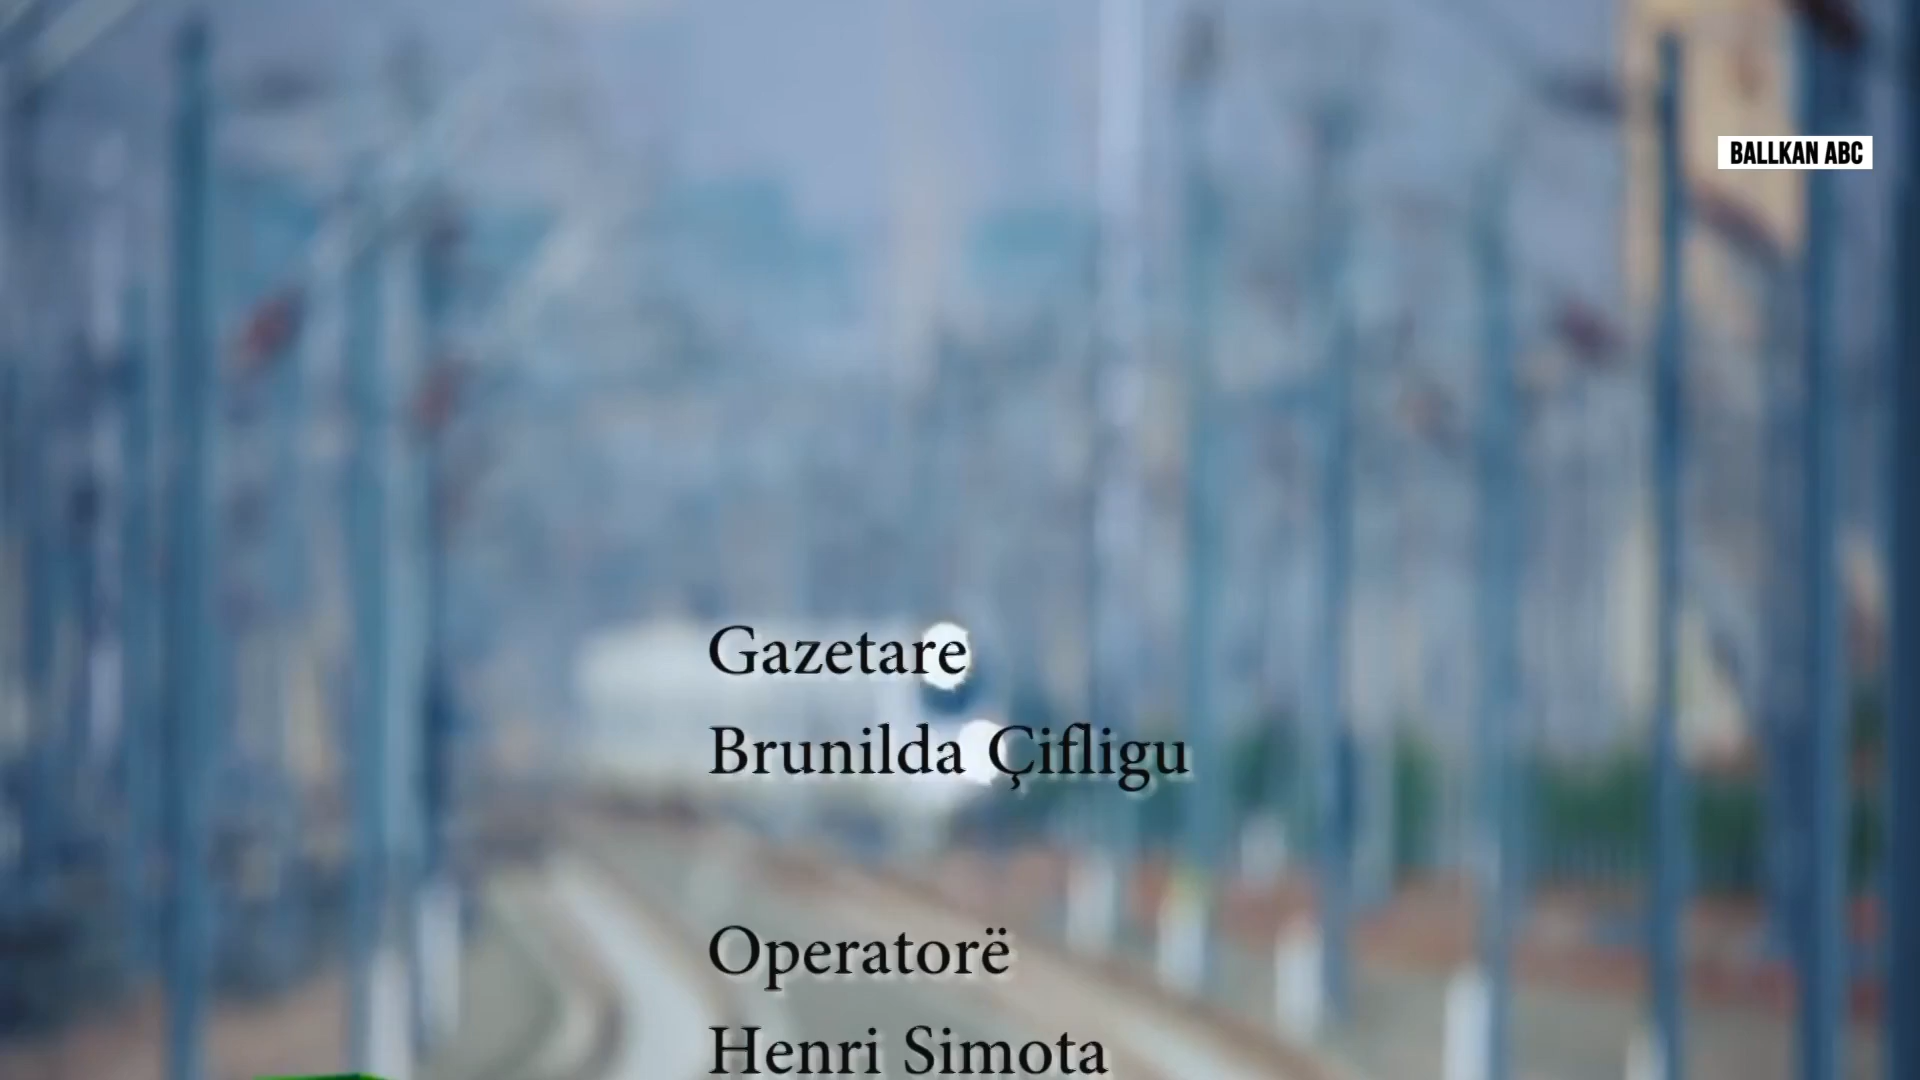 BALLKAN ABC
Gazetare
Brunilda Çifligu
Operatorë
Henri Simota